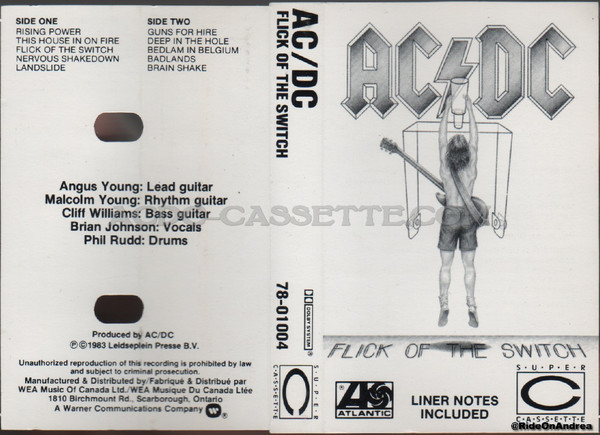 SIDE ONE
RISING POWER
THIS HOUSE IN ON FIRE
FLICK OF THE SWITCH
NERVOUS SHAKEDOWN
LANDSLIDE
SIDE TWO
GUNS FOR HIRE
DEEP IN THE HOLE
BEDLAM IN BELGIUM
BADLANDS
BRAIN SHAKE
Angus Young: Lead guitar
Malcolm Young: Rhythm guitar
Cliff Williams: Bass guitar
Brian Johnson: Vocals
Phil Rudd: Drums
Produced by AC/DC
ⓅⒸ1983 Leidseplein Presse B.V.
Unauthorized reproduction of this recording is prohibited by law
and subject to criminal prosecution.
Manufactured & Distributed by/Fabriqué & Distribué par
WEA Music Of Canada Ltd./WEA Musique Du Canada Ltée
1810 Birchmount Rd., Scarborough, Ontario
A Warner Communications Company
AC/DC
FLICK OF THE SWITCH
78-01004
DOLBY SYSTEM®
SUPER
C
CASSETTE
AC DC
FLICK OF THE SWITCH
ATLANTIC
LINER NOTES
INCLUDED
SUPER
C
CASSETTE
@RideOnAndrea